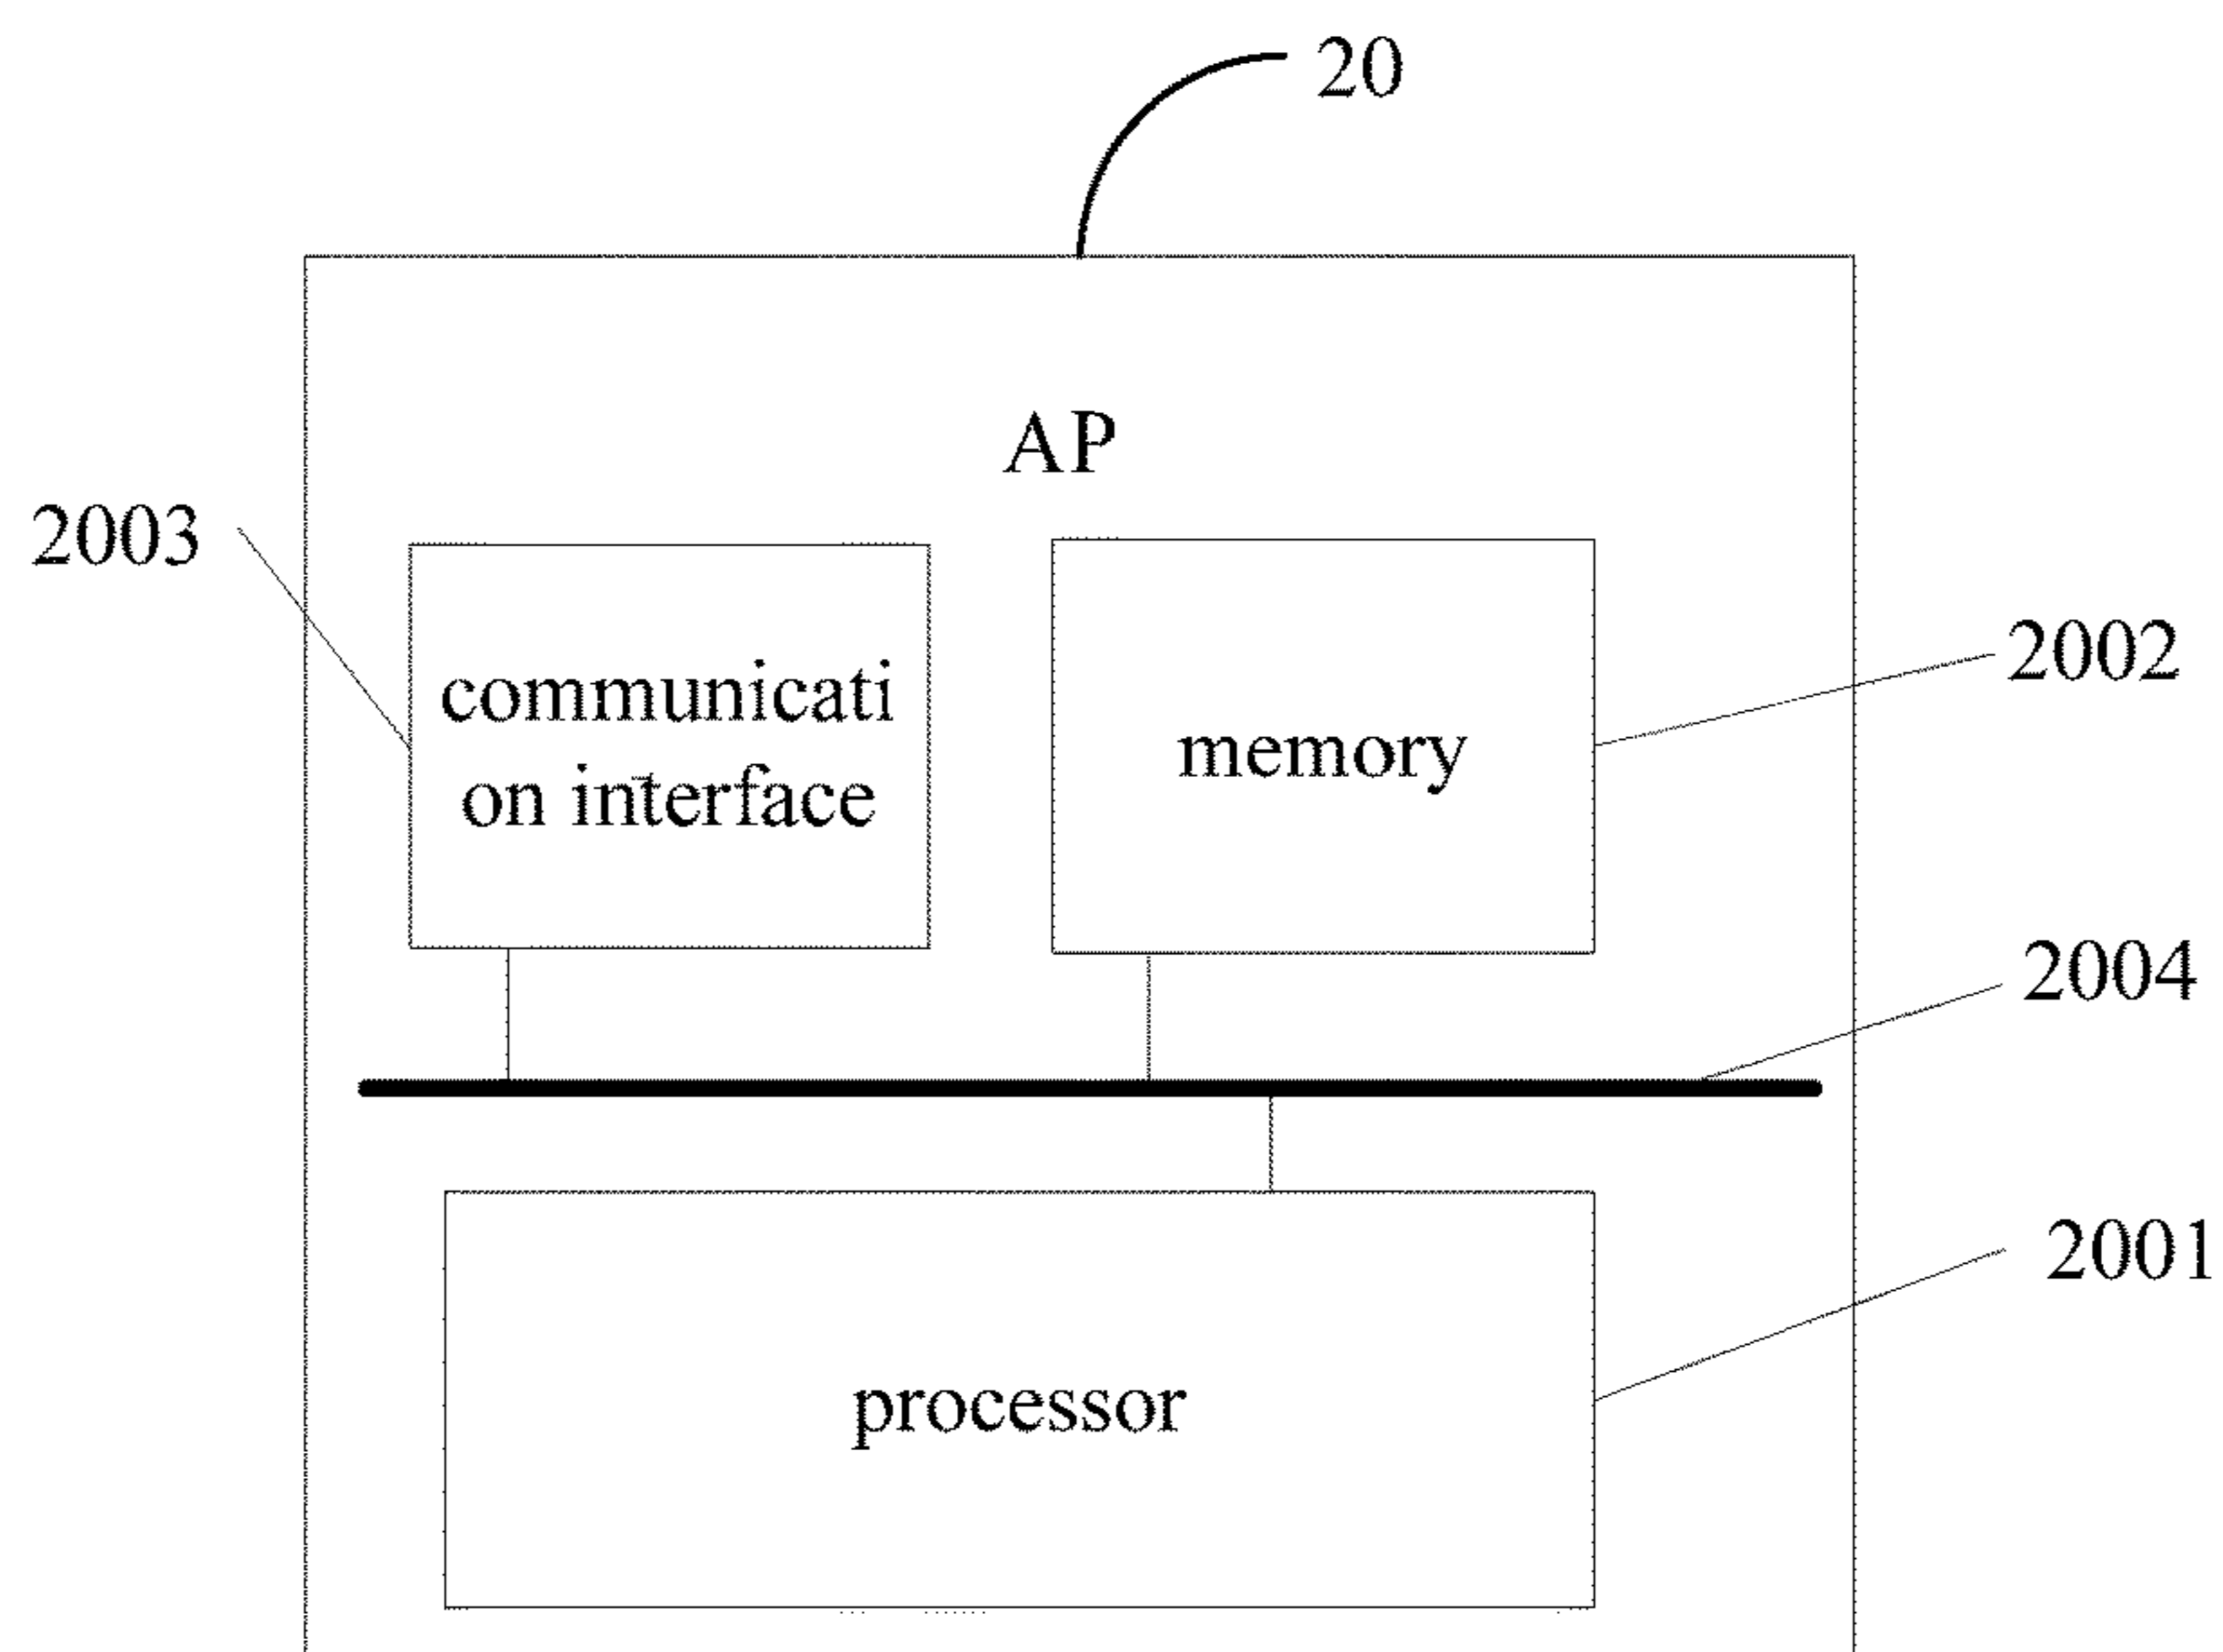 20
AP
2003
communicati
on interface
memory
2002
2004
2001
processor